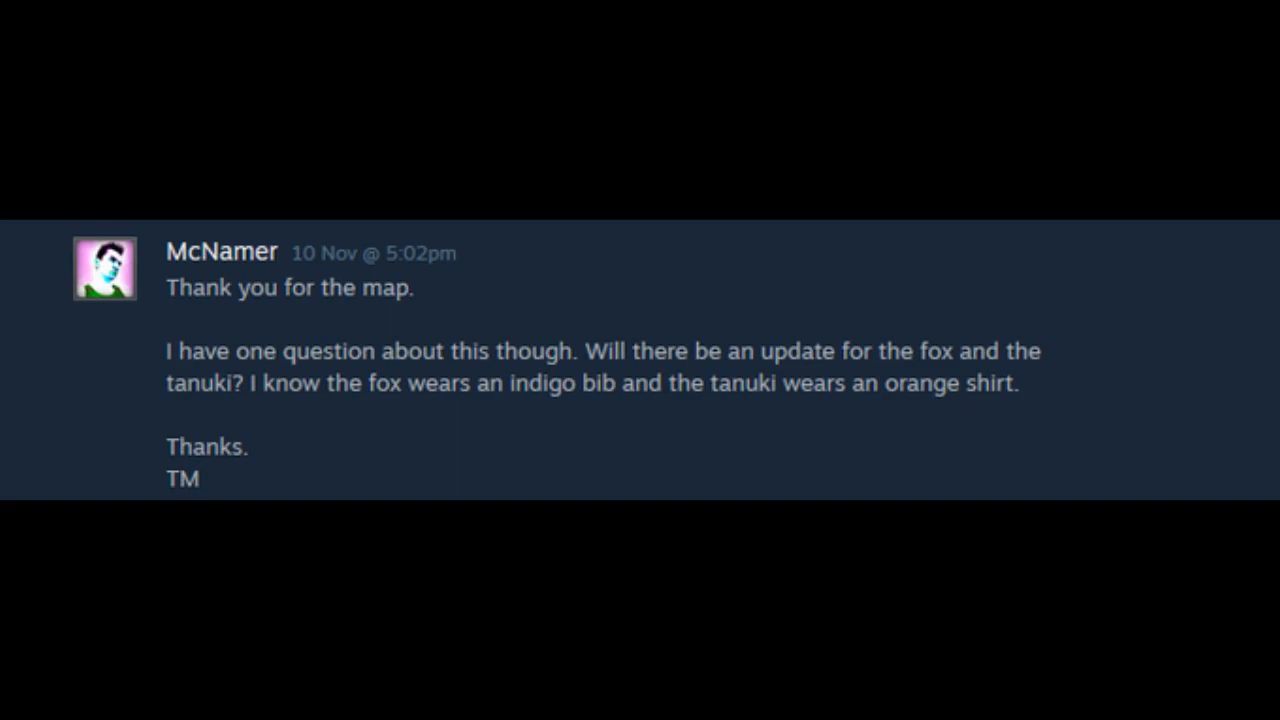 McNamer 10 Nov @ 5:02pm
Thank you for the map.
I have one question about this though. Will there be an update for the fox and the
tanuki? I know the fox wears an indigo bib and the tanuki wears an orange shirt.
Thanks.
TM